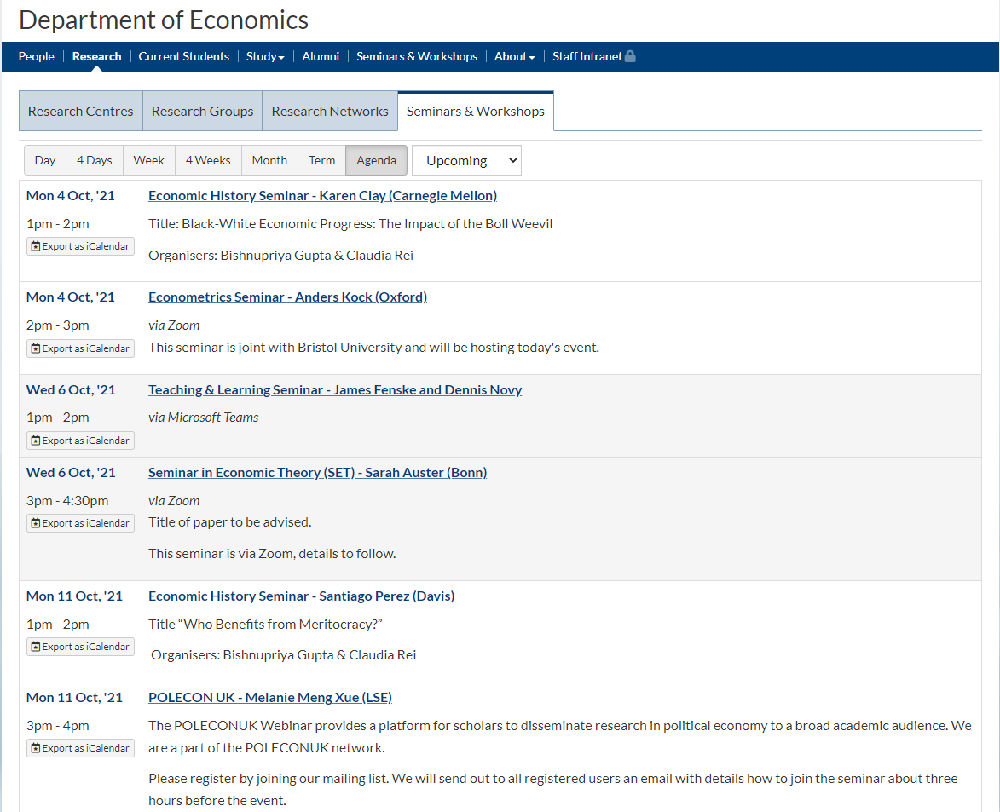 Department of Economics
People Research Current Students Study Alumni Seminars & Workshops About Staff Intranet
Research Centres Research Groups Research Networks Seminars & Workshops
Day 4 Days Week 4 Weeks Month Term Agenda Upcoming
Mon 4 Oct, '21 Economic History Seminar - Karen Clay (Carnegie Mellon)
1pm - 2pm Title: Black-White Economic Progress: The Impact of the Boll Weevil
Export as iCalendar
Organisers: Bishnupriya Gupta & Claudia Rei
Mon 4 Oct, '21 Econometrics Seminar - Anders Kock (Oxford)
2pm - 3pm via Zoom
Export as iCalendar This seminar is joint with Bristol University and will be hosting today's event.
Wed 6 Oct, '21 Teaching & Learning Seminar - James Fenske and Dennis Novy
1pm - 2pm via Microsoft Teams
Export as iCalendar
Wed 6 Oct, '21 Seminar in Economic Theory (SET) - Sarah Auster (Bonn)
3pm - 4:30pm via Zoom
Export as iCalendar Title of paper to be advised.
This seminar is via Zoom, details to follow.
Mon 11 Oct, '21 Economic History Seminar - Santiago Perez (Davis)
1pm - 2pm Title “Who Benefits from Meritocracy?”
Export as iCalendar Organisers: Bishnupriya Gupta & Claudia Rei
Mon 11 Oct, '21 POLECON UK - Melanie Meng Xue (LSE)
3pm - 4pm The POLECONUK Webinar provides a platform for scholars to disseminate research in political economy to a broad academic audience. We
Export as iCalendar are a part of the POLECONUK network.
Please register by joining our mailing list. We will send out to all registered users an email with details how to join the seminar about three
hours before the event.